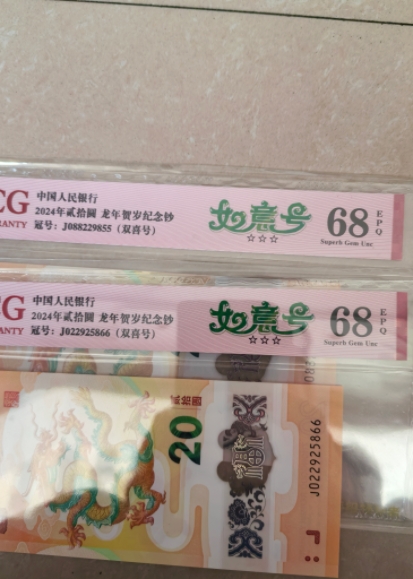 CG
RANTY
中国人民银行
2024年贰拾圆 龙年贺岁纪念钞
冠号：J088229855（双喜号）
如意号
☆☆☆
68
EPQ
Superb Gem Unc
G
ANTY
中国人民银行
2024年贰拾圆 龙年贺岁纪念钞
冠号：J022925866（双喜号）
如意号
☆☆☆
68
EPQ
Superb Gem Unc
贰拾圆
20
J022925866